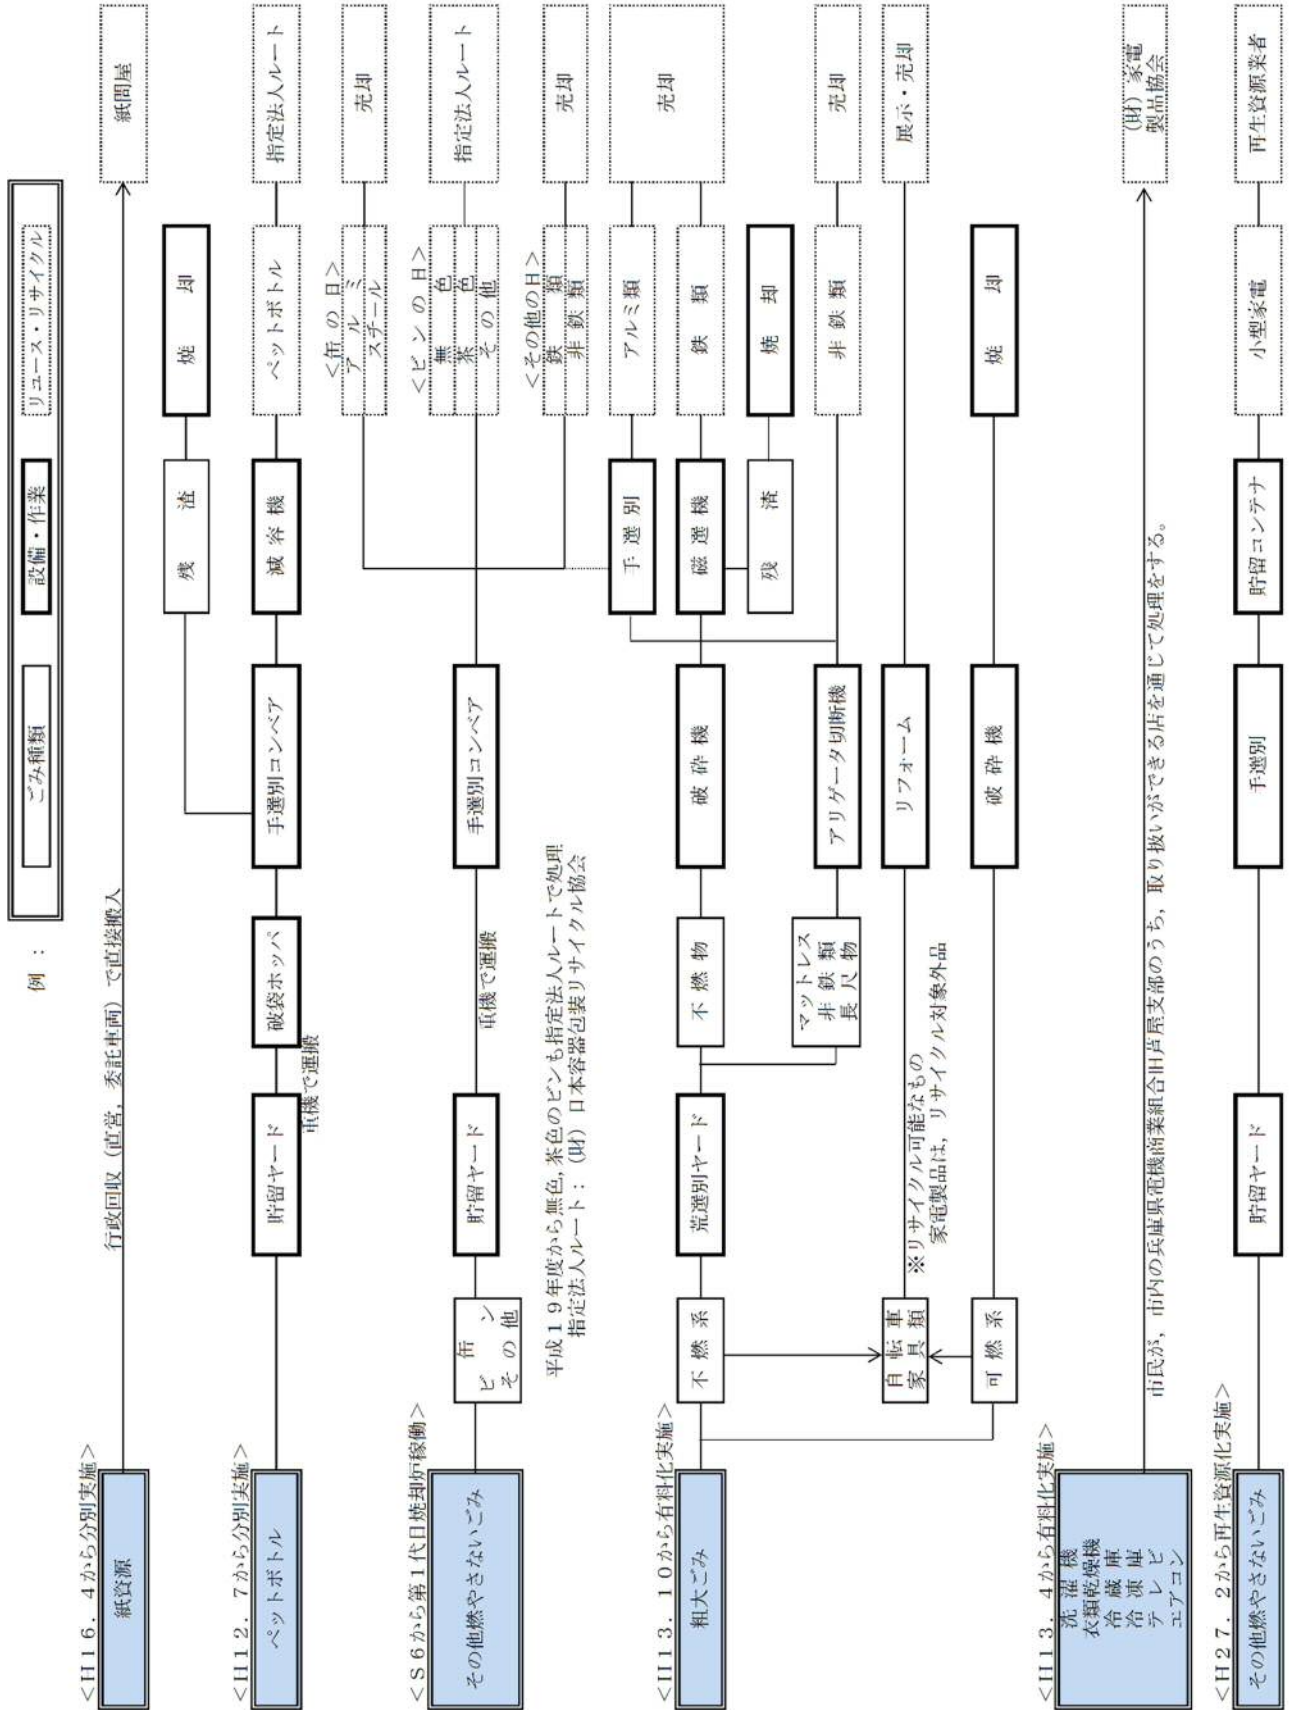 例：
ごみ種類
設備・作業
リユース・リサイクル
＜H16．4から分別実施＞
紙資源
行政回収（直営，委託車両）で直接搬入
紙問屋
＜H12．7から分別実施＞
ペットボトル
貯留ヤード
重機で運搬
破袋ホッパ
手選別コンベア
残渣
焼却
減容機
ペットボトル
指定法人ルート
＜S6から第1代目焼却炉稼働＞
その他燃やさないごみ
缶
ビン
その他
貯留ヤード
重機で運搬
手選別コンベア
＜缶の日＞
アルミ
スチール
売却
＜ビンの日＞
無色
茶色
その他
指定法人ルート
＜その他の日＞
鉄類
非鉄類
売却
平成19年度から無色，茶色のビンも指定法人ルートで処理
指定法人ルート：（財）日本容器包装リサイクル協会
＜H13．10から有料化実施＞
粗大ごみ
不燃系
荒選別ヤード
不燃物
破砕機
手選別
アルミ類
磁選機
鉄類
売却
残渣
焼却
マットレス
非鉄類
長尺物
アリゲータ切断機
非鉄類
売却
自転車
家具類
リフォーム
展示・売却
※リサイクル可能なもの
家電製品は，リサイクル対象外品
可燃系
破砕機
焼却
＜H13．4から有料化実施＞
洗濯機
衣類乾燥機
冷蔵庫
冷凍庫
テレビ
エアコン
市民が，市内の兵庫県電機商業組合旧芦屋支部のうち，取り扱いができる店を通じて処理をする。
（財）家電
製品協会
＜H27．2から再生資源化実施＞
その他燃やさないごみ
貯留ヤード
手選別
貯留コンテナ
小型家電
再生資源業者